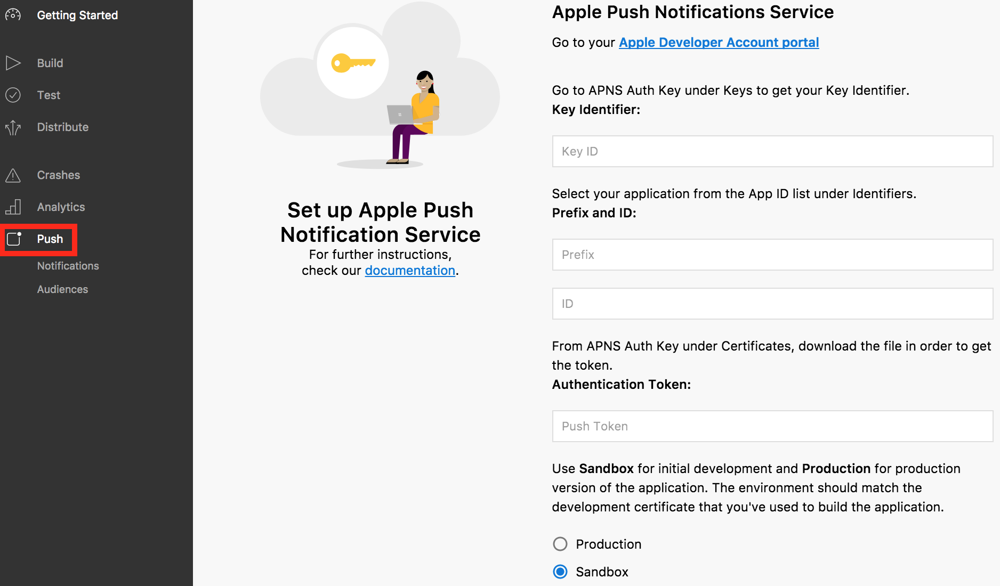 Getting Started
Build
Test
Distribute
Crashes
Analytics
Push
Notifications
Audiences
Set up Apple Push
Notification Service
For further instructions,
check our documentation.
Apple Push Notifications Service
Go to your Apple Developer Account portal
Go to APNS Auth Key under Keys to get your Key Identifier.
Key Identifier:
Key ID
Select your application from the App ID list under Identifiers.
Prefix and ID:
Prefix
ID
From APNS Auth Key under Certificates, download the file in order to get
the token.
Authentication Token:
Push Token
Use Sandbox for initial development and Production for production
version of the application. The environment should match the
development certificate that you've used to build the application.
Production
Sandbox